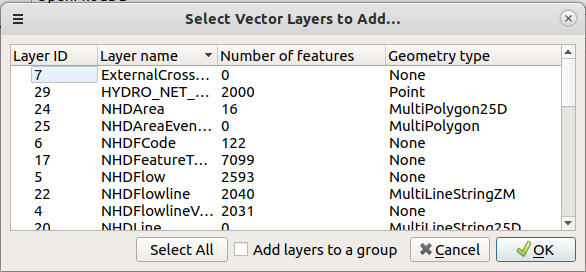 Select Vector Layers to Add...
Layer ID Layer name Number of features Geometry type
7 ExternalCross... 0 None
29 HYDRO_NET_... 2000 Point
24 NHDArea 16 MultiPolygon25D
25 NHDAreaEven... 0 MultiPolygon
6 NHDFCode 122 None
17 NHDFeatureT... 7099 None
5 NHDFlow 2593 None
22 NHDFlowline 2040 MultiLineStringZM
4 NHDFlowlineV... 2031 None
20 NHDLine 0 MultiLineString25D
Select All Add layers to a group Cancel OK